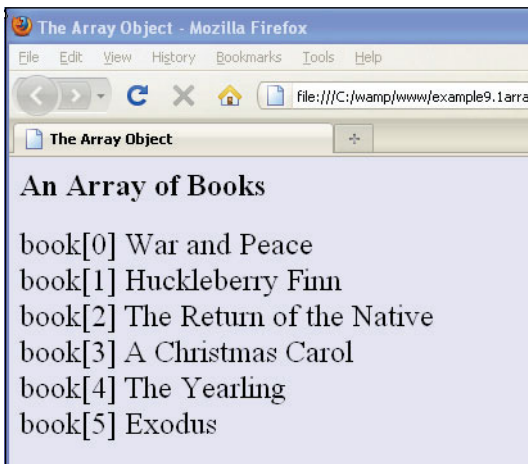 The Array Object - Mozilla Firefox
File Edit View History Bookmarks Tools Help
file:///C:/wamp/www/example9.1arra
The Array Object
An Array of Books
book[0] War and Peace
book[1] Huckleberry Finn
book[2] The Return of the Native
book[3] A Christmas Carol
book[4] The Yearling
book[5] Exodus